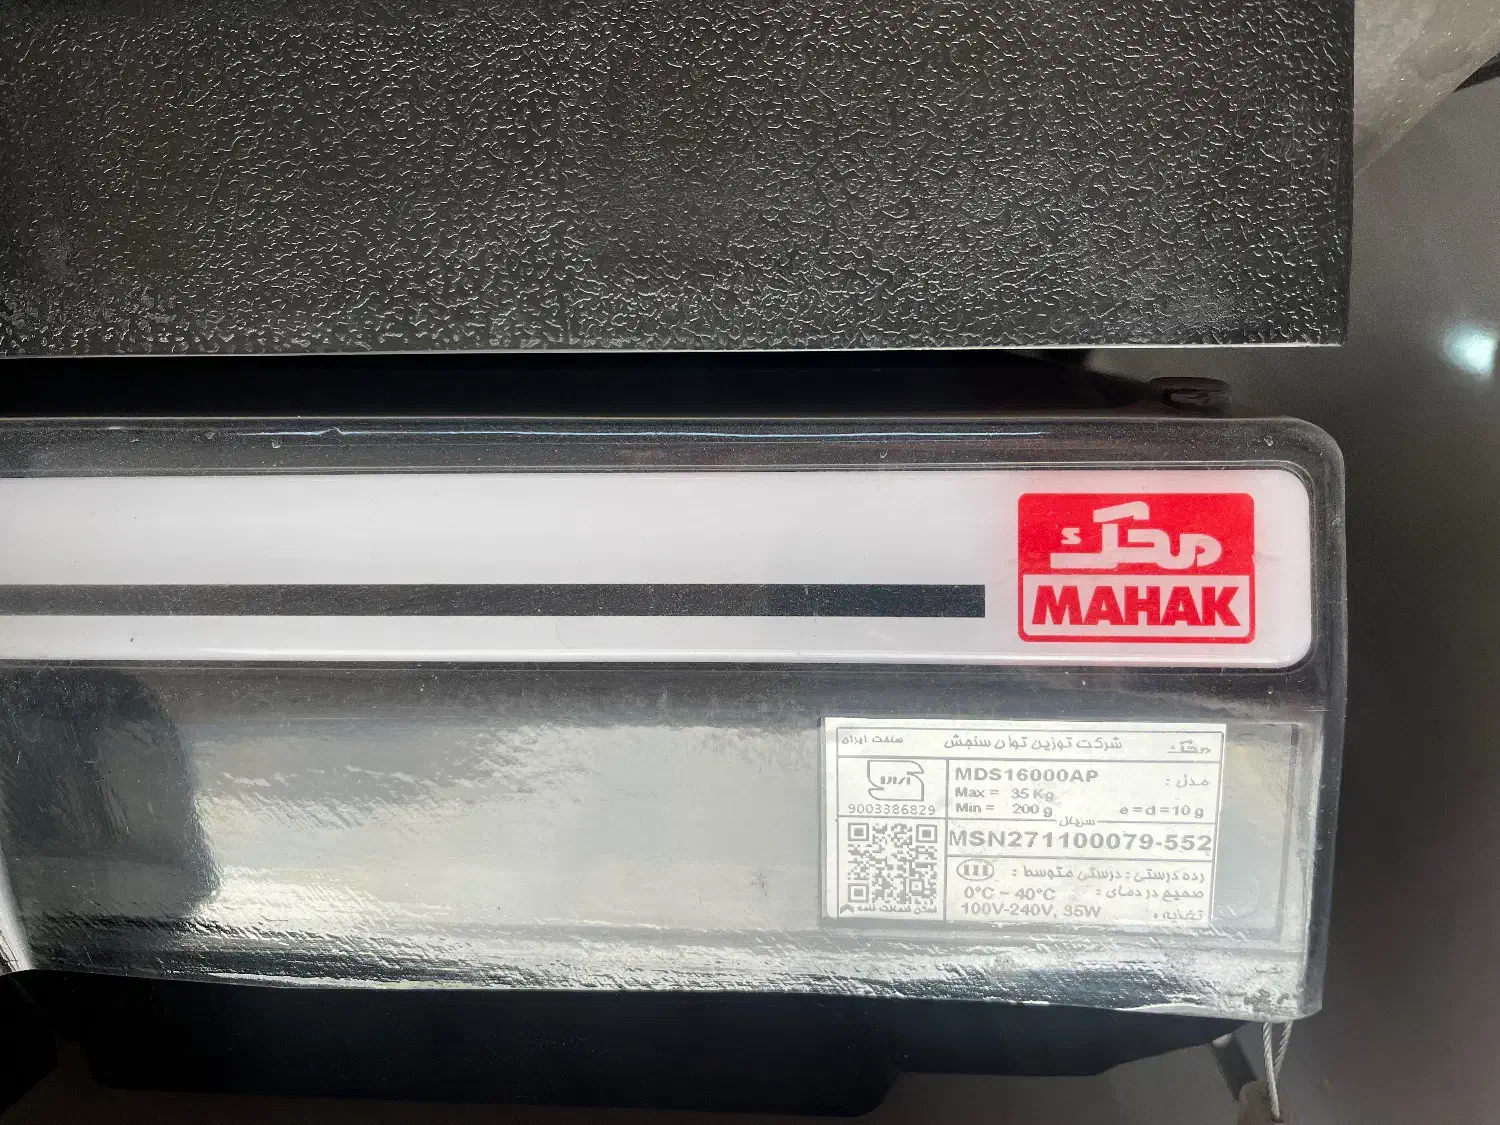 محک
MAHAK
محک شرکت توزین توان سنجش صنعت ایران
مدل : MDS16000AP
Max = 35 Kg
Min = 200 g e=d=10g
9003386829
سریال
MSN271100079-552
رده درستی : درستی متوسط : III
صحیح در دمای : 0°C ~ 40°C
تغذیه : 100V-240V, 35W